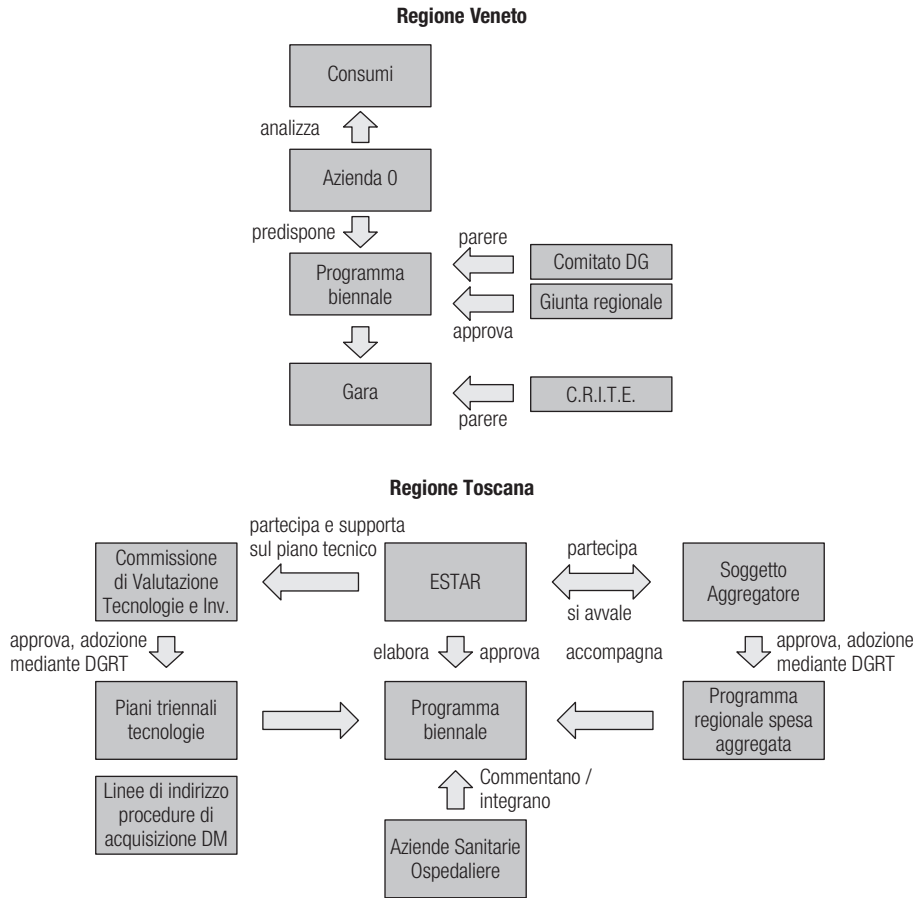 Regione Veneto
Consumi
analizza
Azienda 0
predispone
parere
Programma
biennale
Comitato DG
Giunta regionale
approva
Gara
C.R.I.T.E.
parere
Regione Toscana
partecipa e supporta
sul piano tecnico
Commissione
di Valutazione
Tecnologie e Inv.
ESTAR
partecipa
si avvale
Soggetto
Aggregatore
approva, adozione
mediante DGRT
elabora
approva
accompagna
approva, adozione
mediante DGRT
Piani triennali
tecnologie
Programma
biennale
Programma
regionale spesa
aggregata
Linee di indirizzo
procedure di
acquisizione DM
Commentano /
integrano
Aziende Sanitarie
Ospedaliere